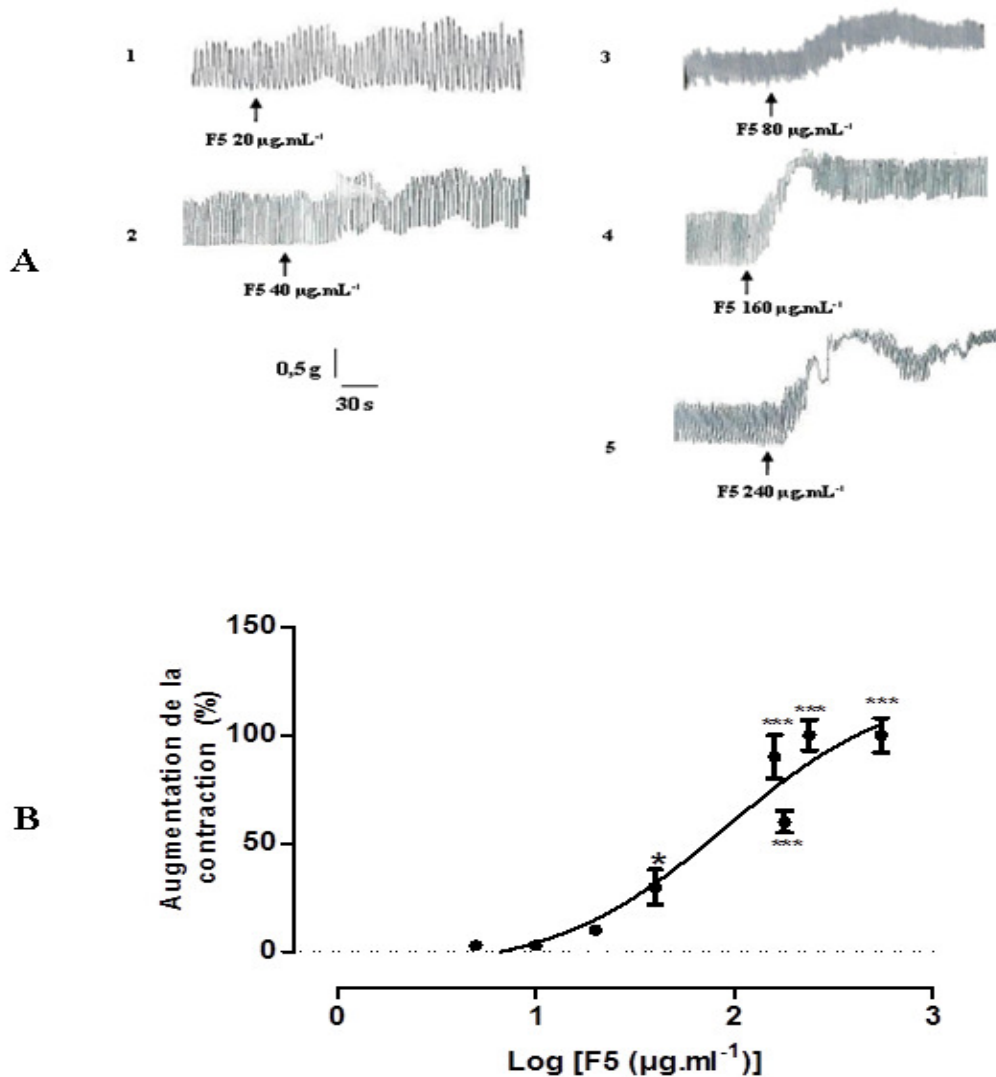 1
F5 20 µg.mL⁻¹
2
F5 40 µg.mL⁻¹
0,5 g
30 s
3
F5 80 µg.mL⁻¹
4
F5 160 µg.mL⁻¹
5
F5 240 µg.mL⁻¹
A
B
Augmentation de la
contraction (%)
150
100
50
0
*
***
***
***
***
0
1
2
3
Log [F5 (µg.ml⁻¹)]